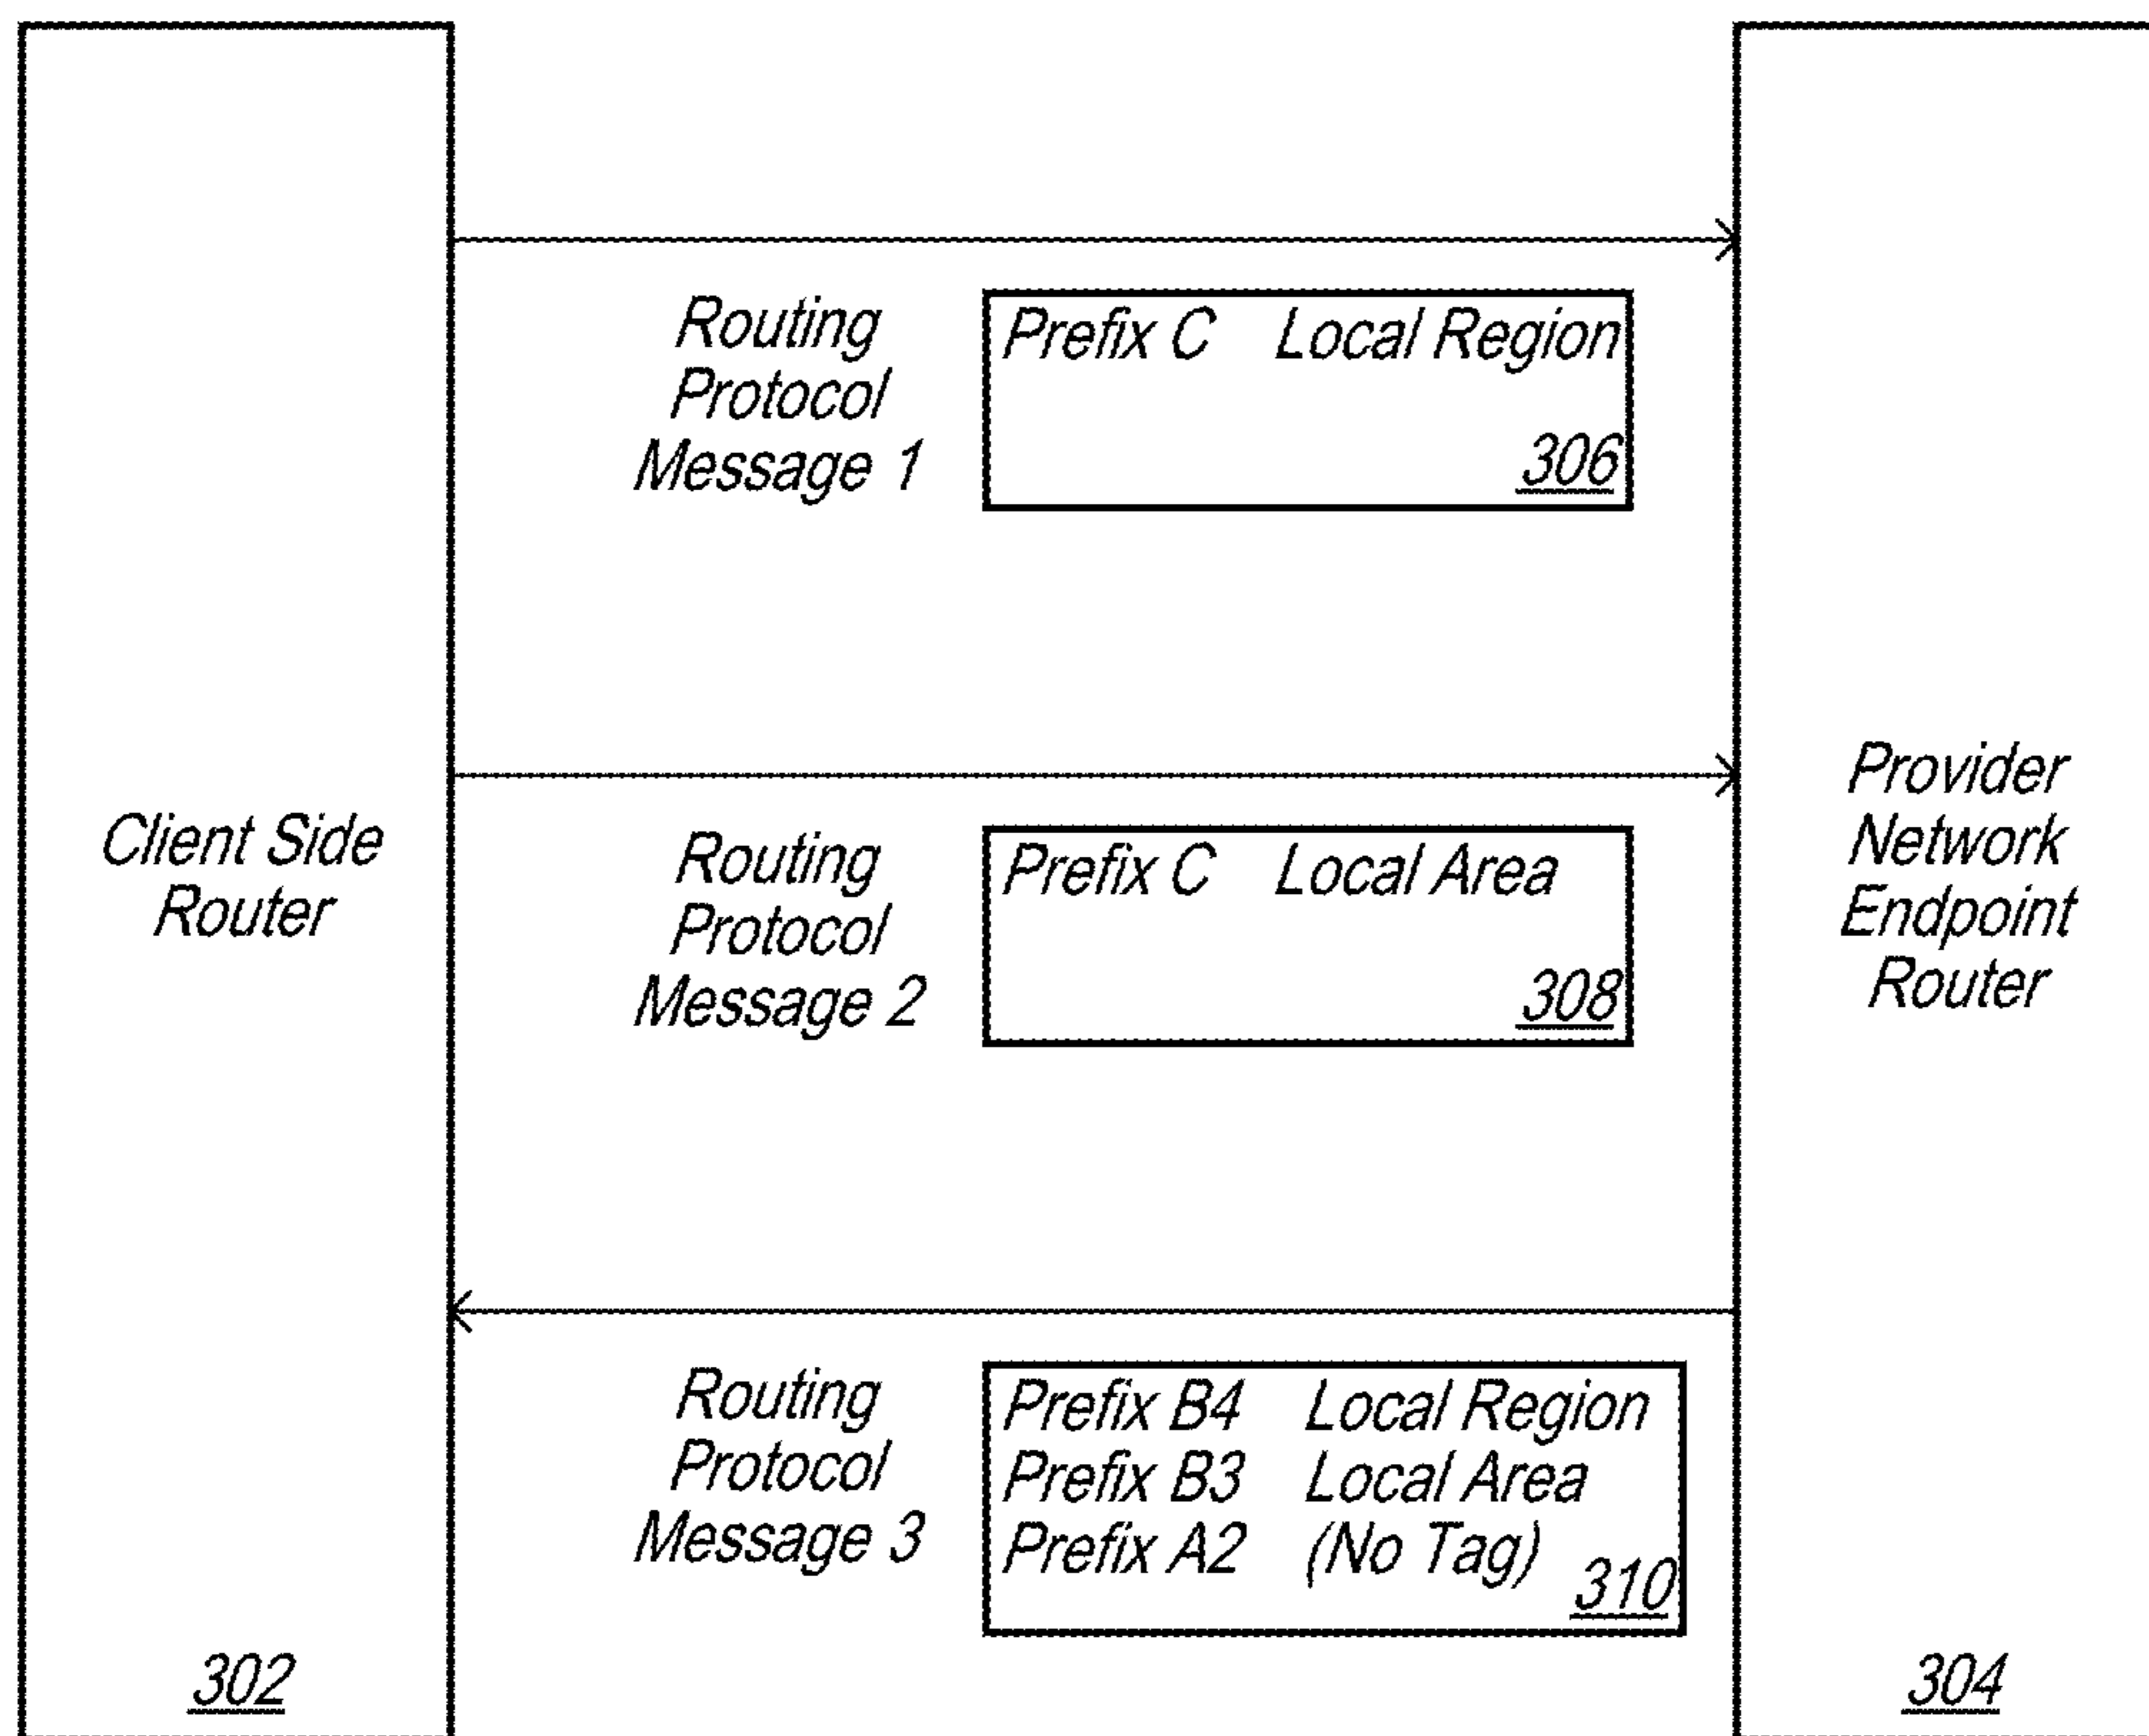 Client Side
Router
302
Routing
Protocol
Message 1
Prefix C Local Region
306
Routing
Protocol
Message 2
Prefix C Local Area
308
Routing
Protocol
Message 3
Prefix B4 Local Region
Prefix B3 Local Area
Prefix A2 (No Tag)
310
Provider
Network
Endpoint
Router
304